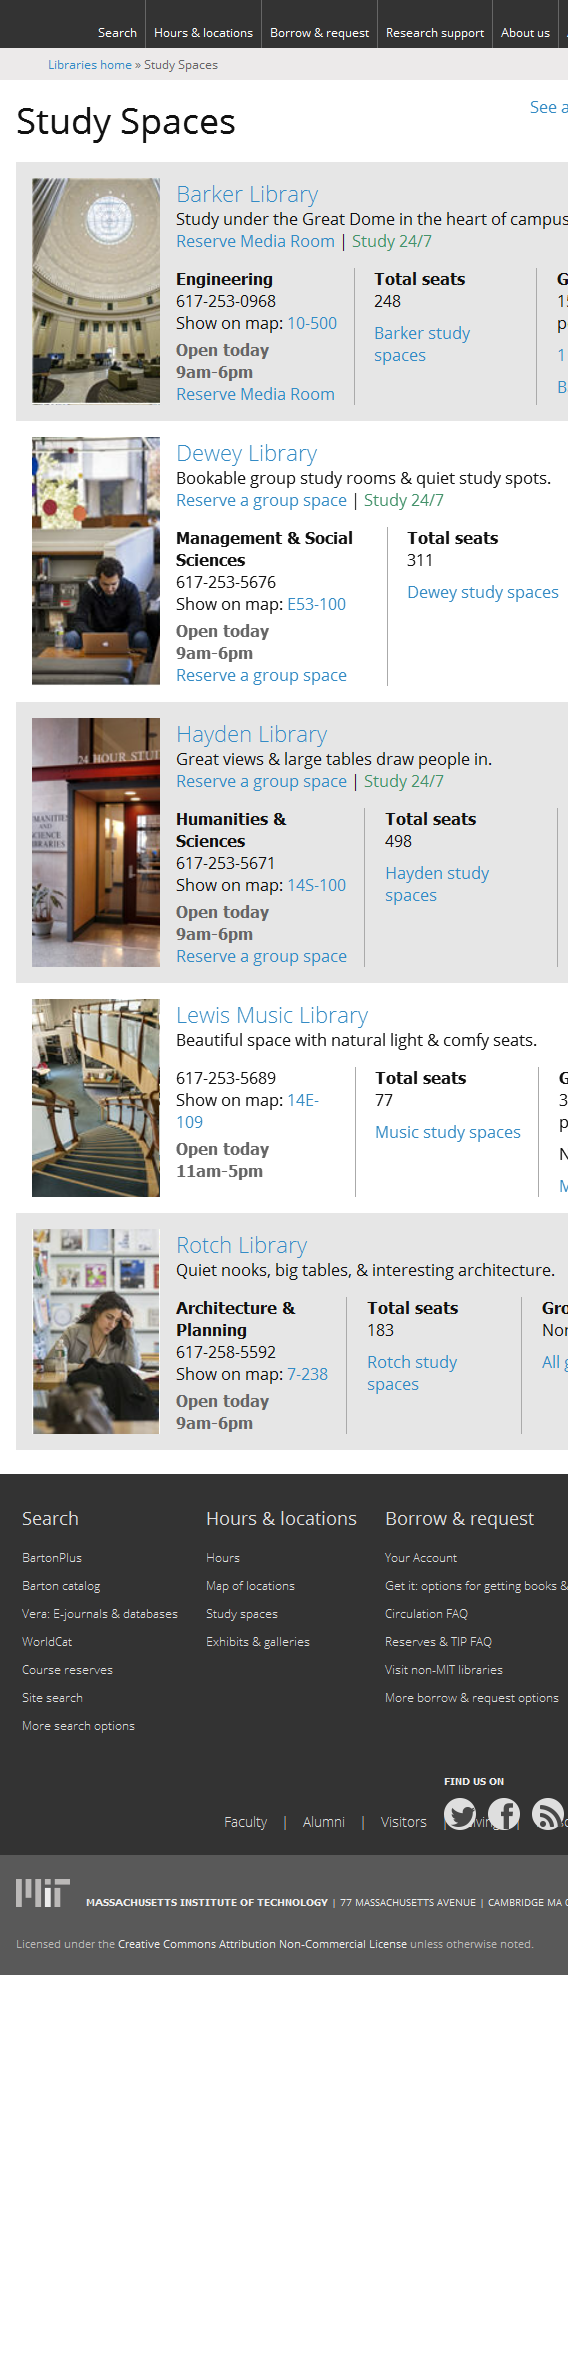 Search
Hours & locations
Borrow & request
Research support
About us
Libraries home » Study Spaces
Study Spaces
See a
Barker Library
Study under the Great Dome in the heart of campus
Reserve Media Room | Study 24/7
Engineering
617-253-0968
Show on map: 10-500
Open today
9am-6pm
Reserve Media Room
Total seats
248
Barker study
spaces
G
15
p
1
B
Dewey Library
Bookable group study rooms & quiet study spots.
Reserve a group space | Study 24/7
Management & Social
Sciences
617-253-5676
Show on map: E53-100
Open today
9am-6pm
Reserve a group space
Total seats
311
Dewey study spaces
24 HOUR STU
HUMANITIES
AND
SCIENCE
LIBRARIES
Hayden Library
Great views & large tables draw people in.
Reserve a group space | Study 24/7
Humanities &
Sciences
617-253-5671
Show on map: 14S-100
Open today
9am-6pm
Reserve a group space
Total seats
498
Hayden study
spaces
Lewis Music Library
Beautiful space with natural light & comfy seats.
617-253-5689
Show on map: 14E-
109
Open today
11am-5pm
Total seats
77
Music study spaces
G
3
p
N
M
Rotch Library
Quiet nooks, big tables, & interesting architecture.
Architecture &
Planning
617-258-5592
Show on map: 7-238
Open today
9am-6pm
Total seats
183
Rotch study
spaces
Gro
Nor
All g
Search
BartonPlus
Barton catalog
Vera: E-journals & databases
WorldCat
Course reserves
Site search
More search options
Hours & locations
Hours
Map of locations
Study spaces
Exhibits & galleries
Borrow & request
Your Account
Get it: options for getting books &
Circulation FAQ
Reserves & TIP FAQ
Visit non-MIT libraries
More borrow & request options
FIND US ON
Faculty | Alumni | Visitors |
MIT
MASSACHUSETTS INSTITUTE OF TECHNOLOGY | 77 MASSACHUSETTS AVENUE | CAMBRIDGE MA
Licensed under the Creative Commons Attribution Non-Commercial License unless otherwise noted.